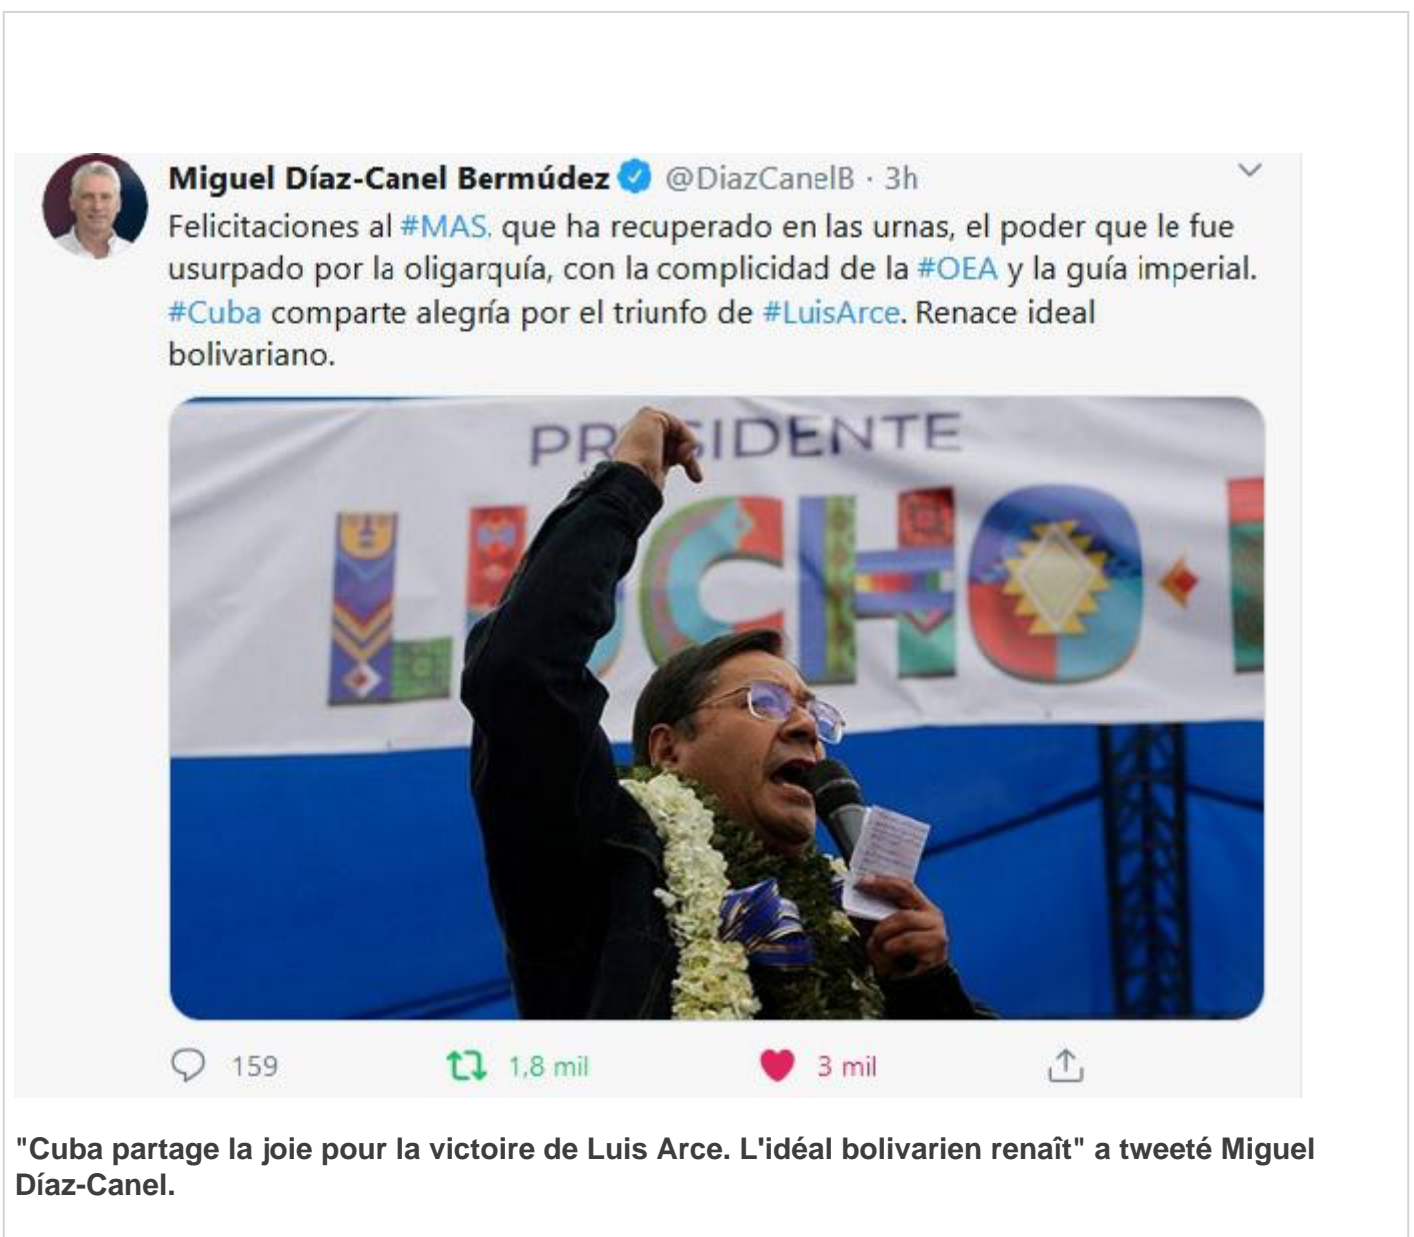 Miguel Díaz-Canel Bermúdez @DiazCanelB · 3h
Felicitaciones al #MAS. que ha recuperado en las urnas, el poder que le fue
usurpado por la oligarquía, con la complicidad de la #OEA y la guía imperial.
#Cuba comparte alegría por el triunfo de #LuisArce. Renace ideal
bolivariano.
PRESIDENTE
LUCHO
159 1,8 mil 3 mil
"Cuba partage la joie pour la victoire de Luis Arce. L'idéal bolivarien renaît" a tweeté Miguel
Díaz-Canel.